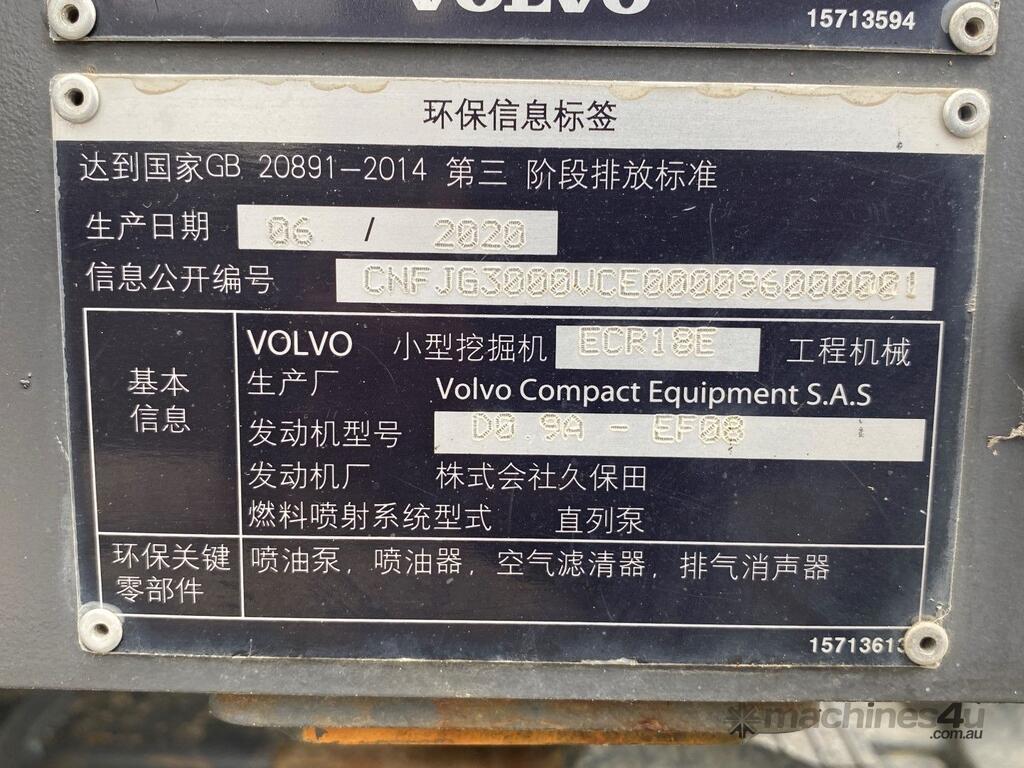 VOLVO
15713594
环保信息标签
达到国家GB 20891-2014 第三 阶段排放标准
生产日期 06 / 2020
信息公开编号 CNFJG3000VCE0000096000001
基本信息
VOLVO 小型挖掘机 ECR18E 工程机械
生产厂 Volvo Compact Equipment S.A.S
发动机型号 D0.9A - EF08
发动机厂 株式会社久保田
燃料喷射系统型式 直列泵
环保关键零部件
喷油泵，喷油器，空气滤清器，排气消声器
15713613
machines4u
.com.au